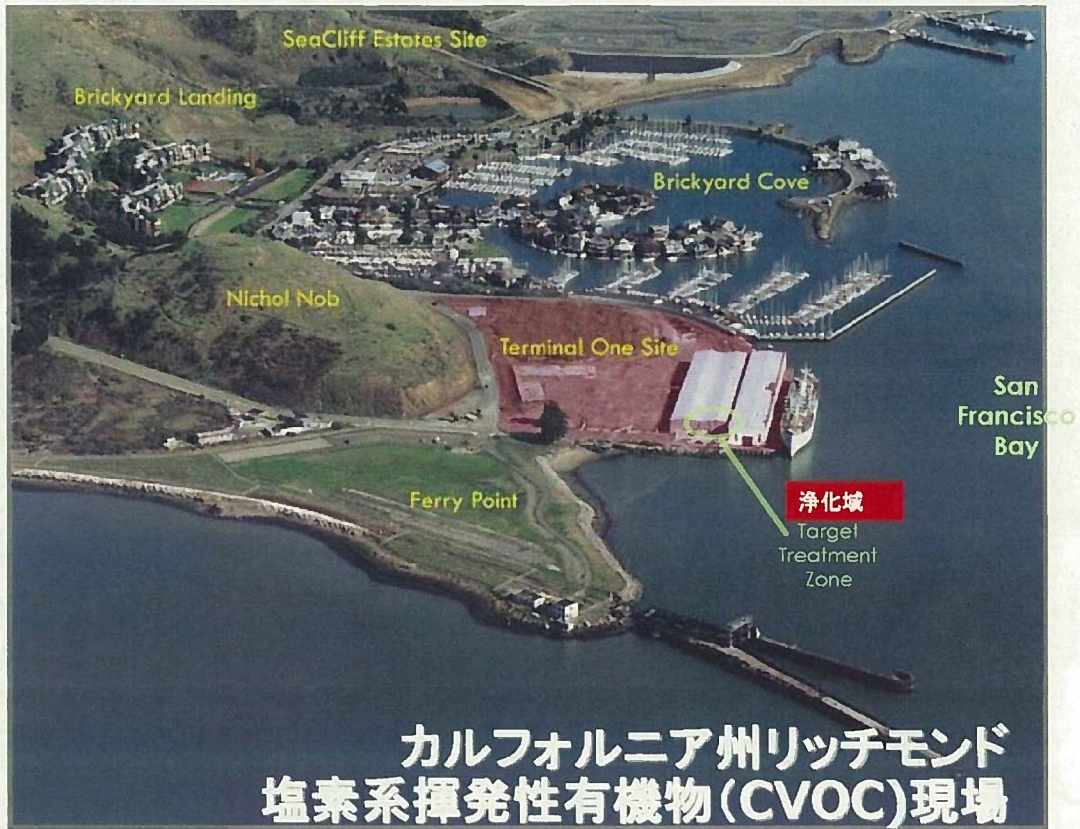 SeaCliff Estates Site
Brickyard Landing
Brickyard Cove
Nichol Nob
Terminal One Site
San
Francisco
Bay
Ferry Point
浄化域
Target
Treatment
Zone
カルフォルニア州リッチモンド
塩素系揮発性有機物(CVOC)現場